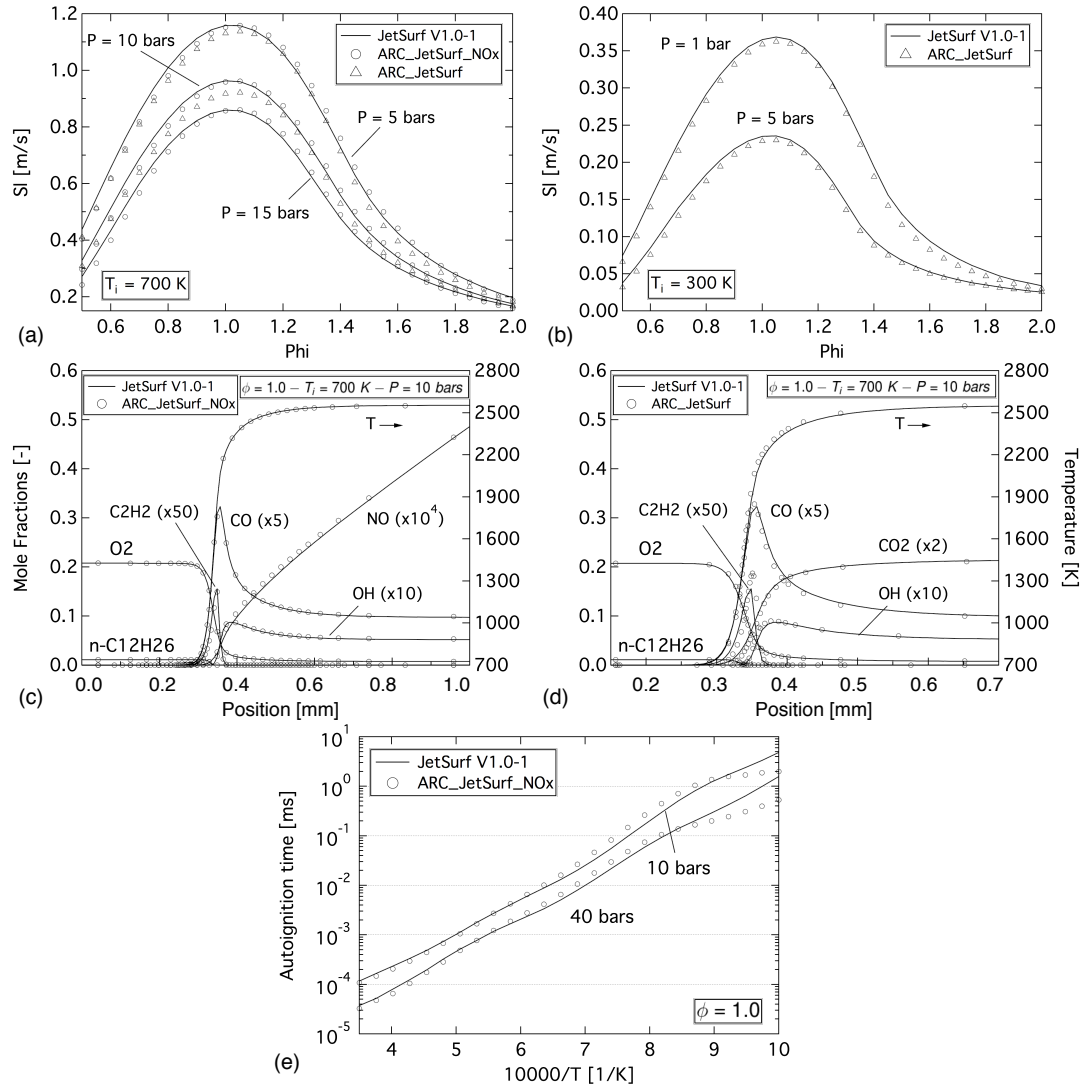 1.2
1.0
0.8
0.6
0.4
0.2
Sl [m/s]
P = 10 bars
JetSurf V1.0-1
ARC_JetSurf_NOx
ARC_JetSurf
P = 5 bars
P = 15 bars
T_i = 700 K
0.6 0.8 1.0 1.2 1.4 1.6 1.8 2.0
(a)
Phi
0.40
0.35
0.30
0.25
0.20
0.15
0.10
0.05
0.00
Sl [m/s]
P = 1 bar
JetSurf V1.0-1
ARC_JetSurf
P = 5 bars
T_i = 300 K
0.6 0.8 1.0 1.2 1.4 1.6 1.8 2.0
(b)
Phi
0.6
0.5
0.4
0.3
0.2
0.1
0.0
Mole Fractions [-]
JetSurf V1.0-1
ARC_JetSurf_NOx
ϕ = 1.0 – T_i = 700 K – P = 10 bars
T
C2H2 (x50)
CO (x5)
NO (x10^4)
O2
OH (x10)
n-C12H26
2800
2500
2200
1900
1600
1300
1000
700
0.0 0.2 0.4 0.6 0.8 1.0
(c)
Position [mm]
0.6
0.5
0.4
0.3
0.2
0.1
0.0
JetSurf V1.0-1
ARC_JetSurf
ϕ = 1.0 – T_i = 700 K – P = 10 bars
T
C2H2 (x50)
CO (x5)
CO2 (x2)
O2
OH (x10)
n-C12H26
2800
2500
2200
1900
1600
1300
1000
700
Temperature [K]
0.2 0.3 0.4 0.5 0.6 0.7
(d)
Position [mm]
10^1
10^0
10^-1
10^-2
10^-3
10^-4
10^-5
Autoignition time [ms]
JetSurf V1.0-1
ARC_JetSurf_NOx
10 bars
40 bars
ϕ = 1.0
4 5 6 7 8 9 10
(e)
10000/T [1/K]